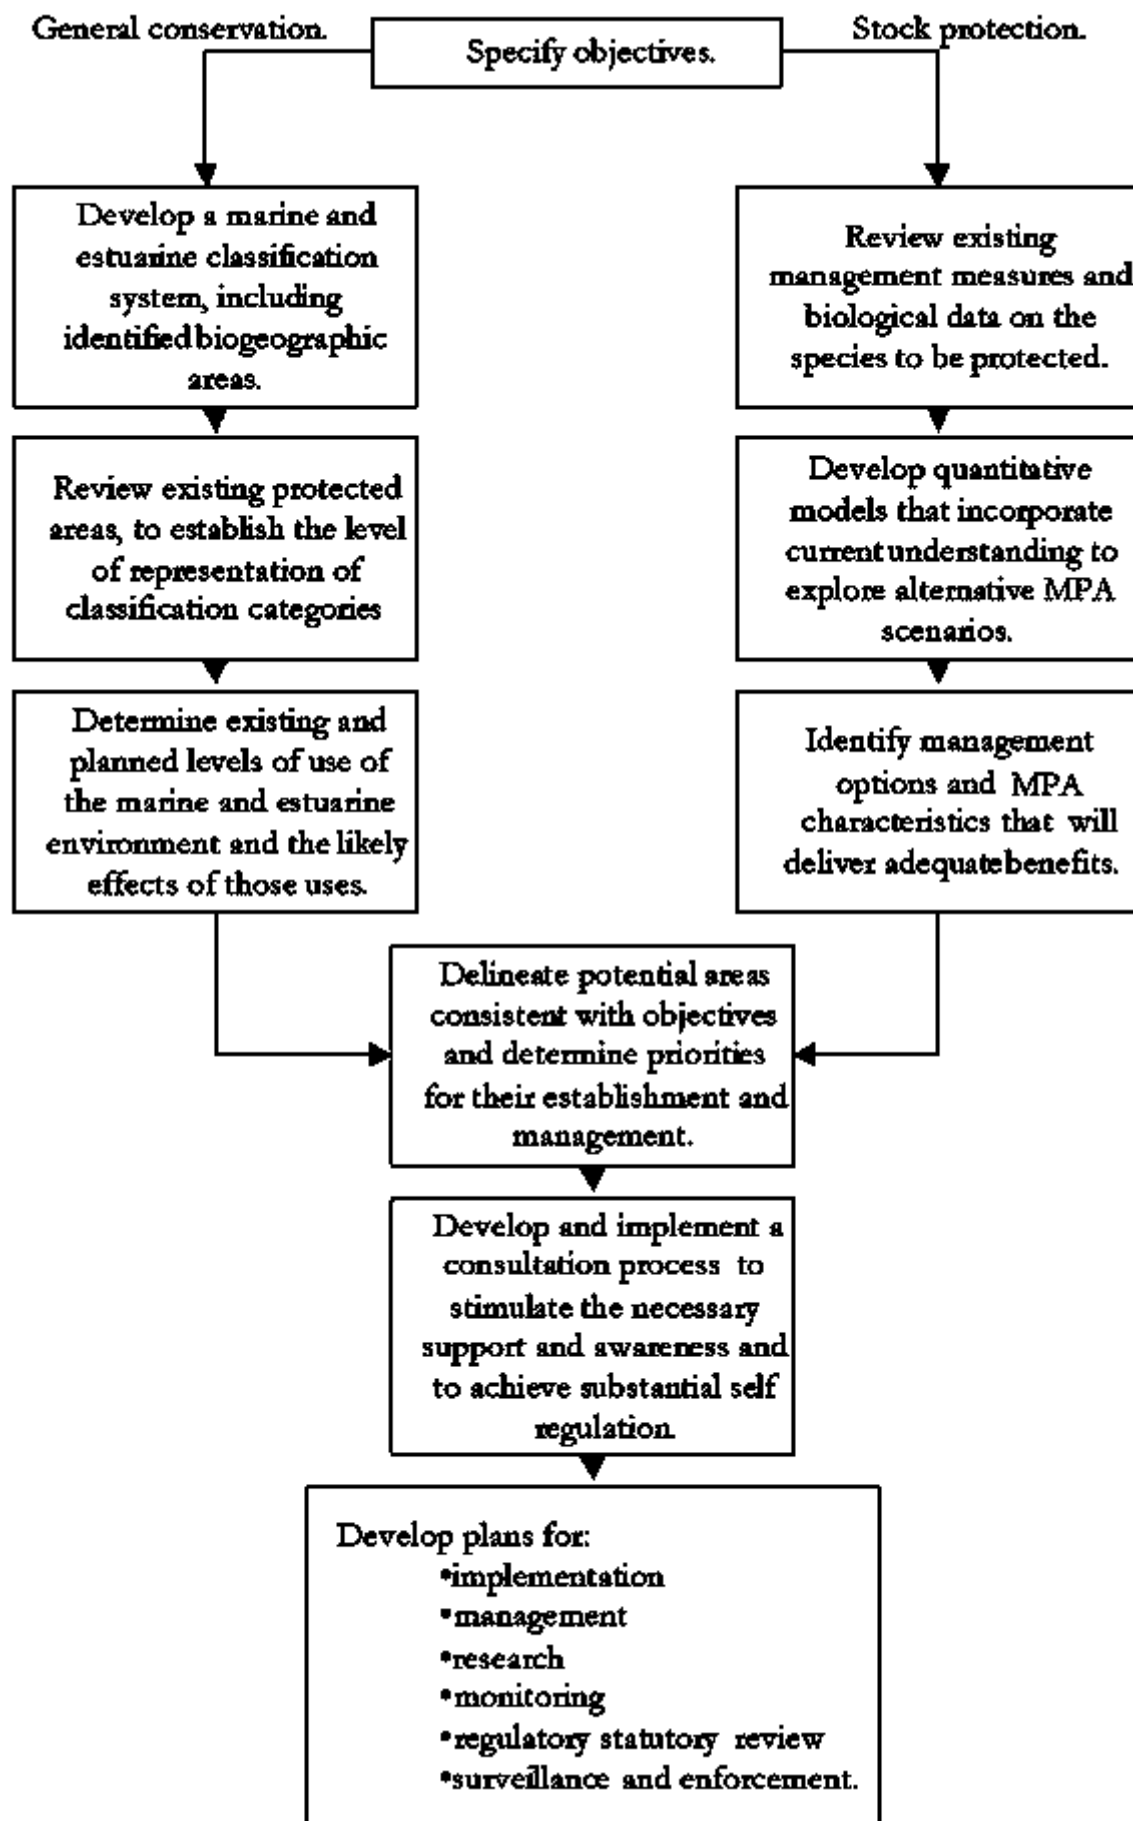 General conservation.
Specify objectives.
Stock protection.
Develop a marine and
estuarine classification
system, including
identified biogeographic
areas.
Review existing
management measures and
biological data on the
species to be protected.
Review existing protected
areas, to establish the level
of representation of
classification categories
Develop quantitative
models that incorporate
current understanding to
explore alternative MPA
scenarios.
Determine existing and
planned levels of use of
the marine and estuarine
environment and the likely
effects of those uses.
Identify management
options and MPA
characteristics that will
deliver adequate benefits.
Delineate potential areas
consistent with objectives
and determine priorities
for their establishment and
management.
Develop and implement a
consultation process to
stimulate the necessary
support and awareness and
to achieve substantial self
regulation.
Develop plans for:
•implementation
•management
•research
•monitoring
•regulatory statutory review
•surveillance and enforcement.